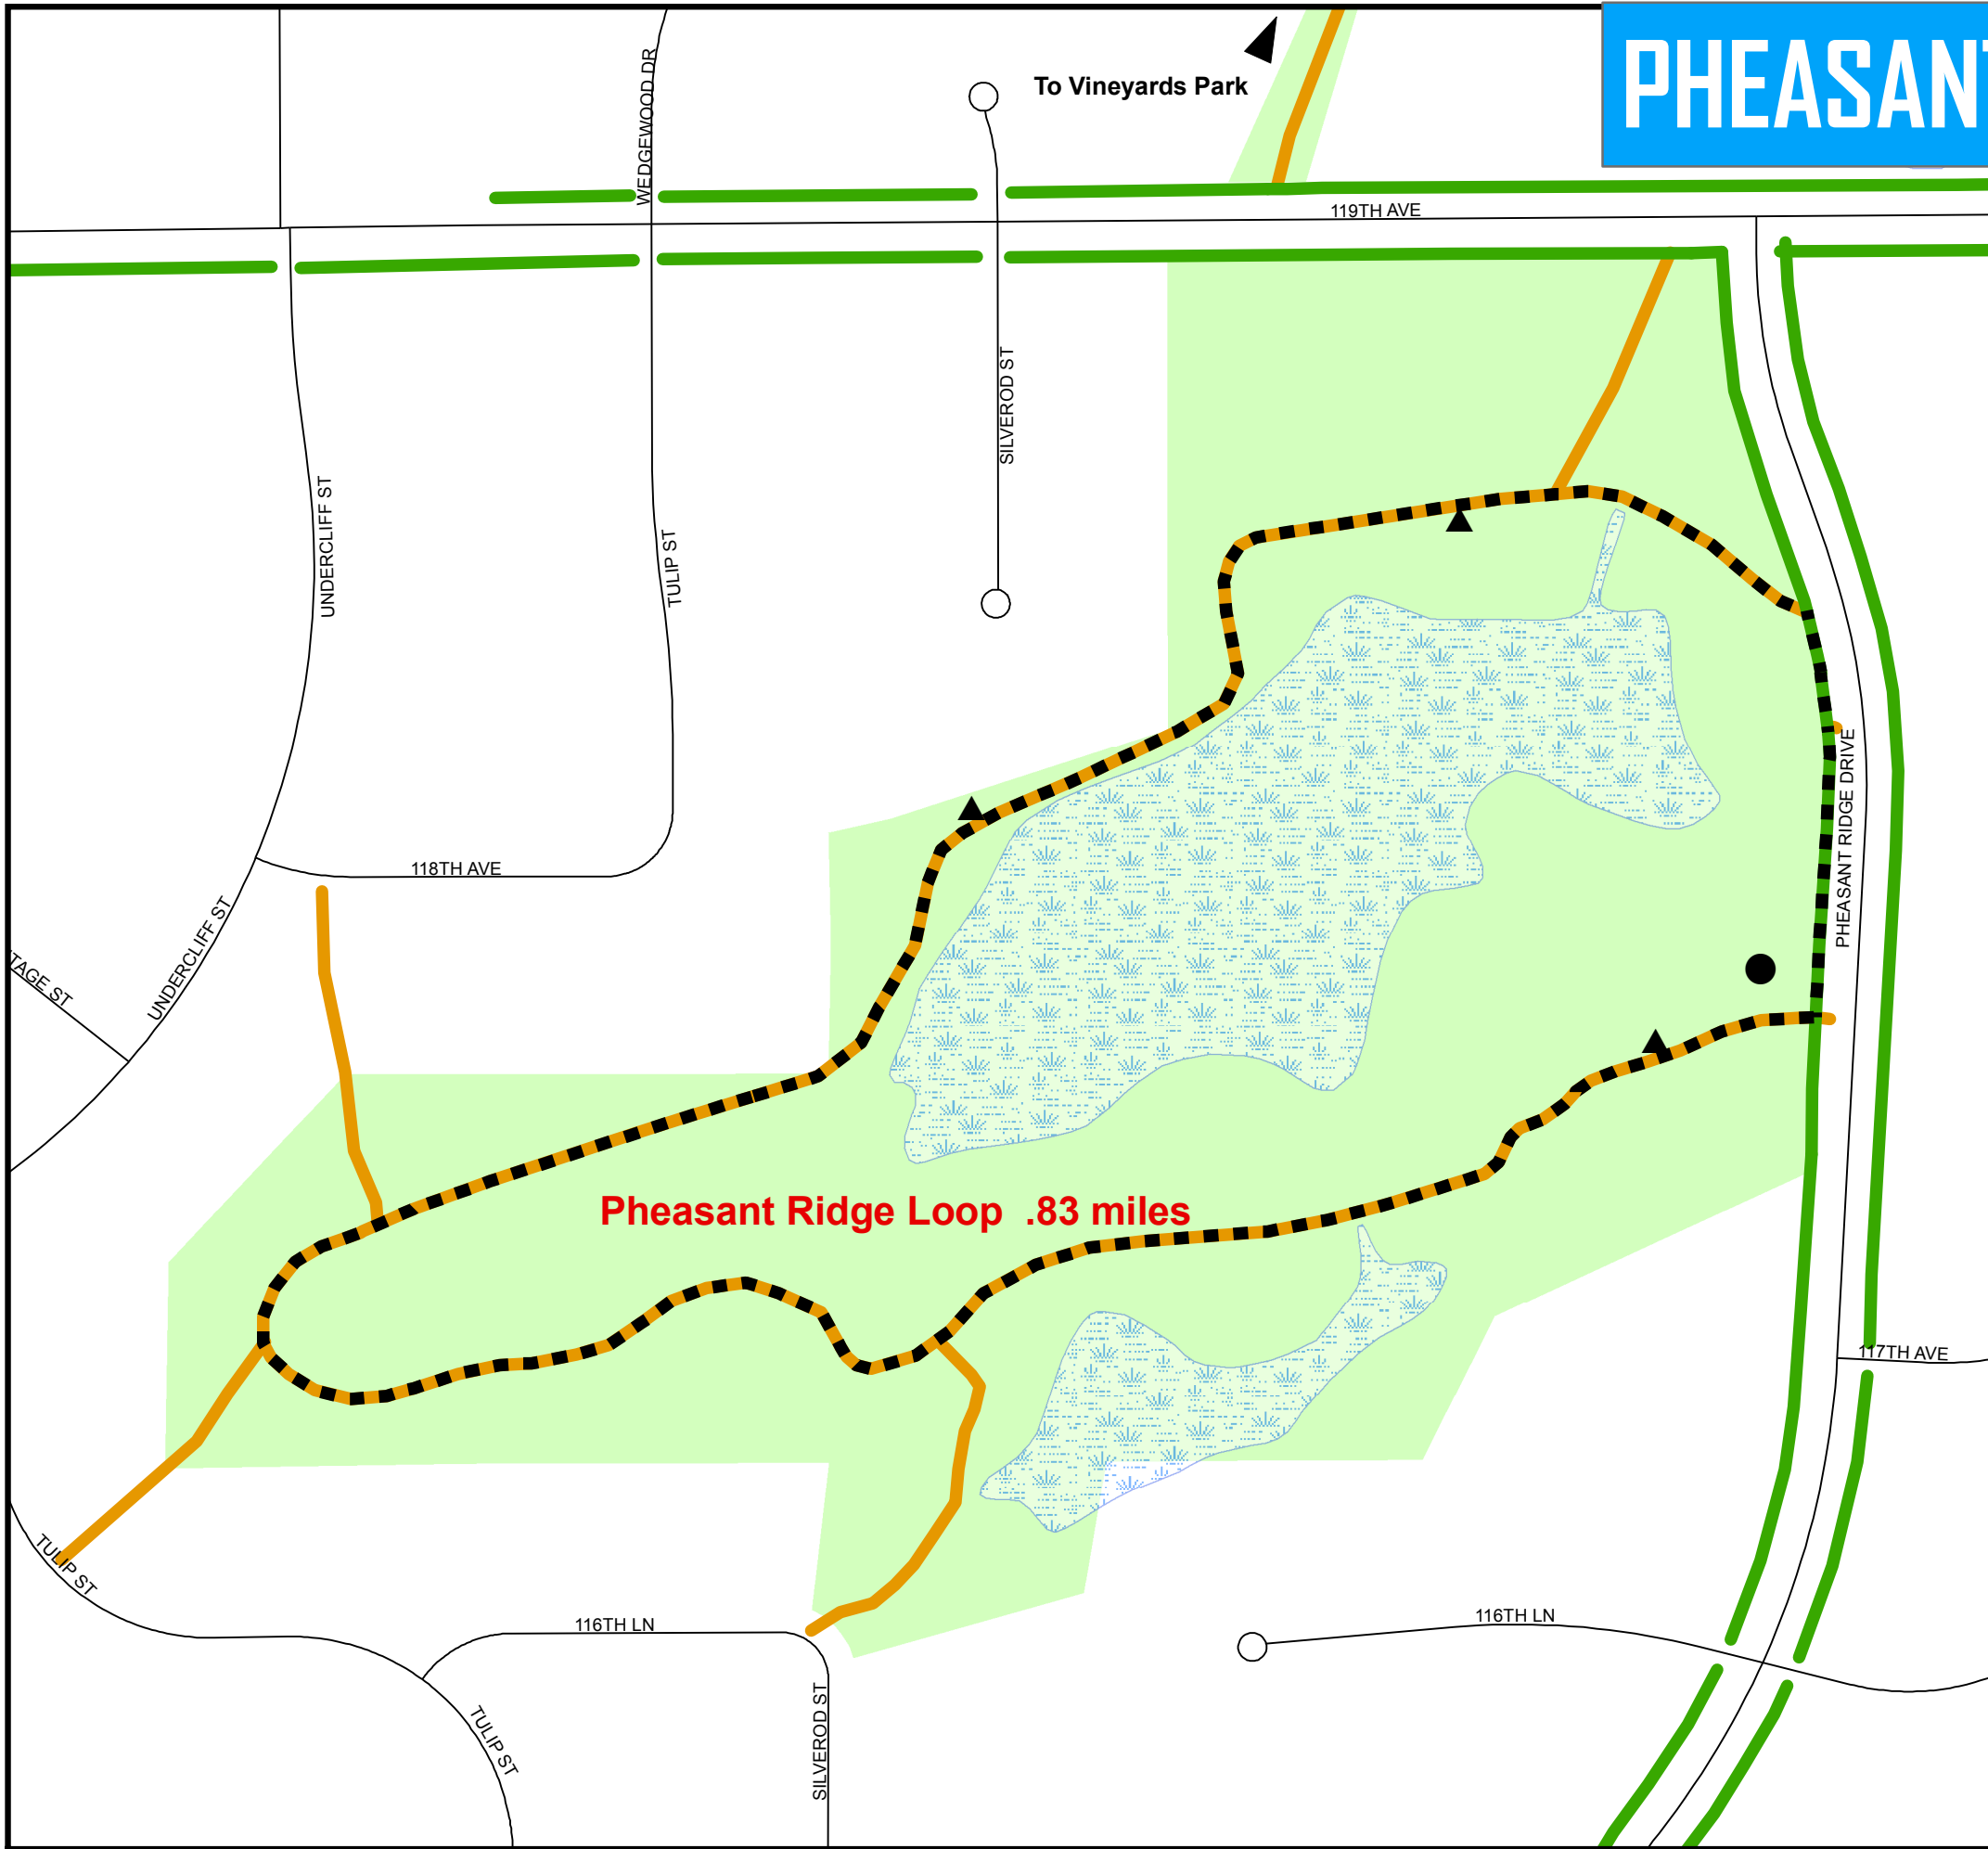 PHEASANT
To Vineyards Park
WEDGEWOOD DR
119TH AVE
SILVEROD ST
UNDERCLIFF ST
TULIP ST
118TH AVE
PHEASANT RIDGE DRIVE
UNDERCLIFF ST
TAGE ST
Pheasant Ridge Loop .83 miles
117TH AVE
TULIP ST
116TH LN
116TH LN
TULIP ST
SILVEROD ST